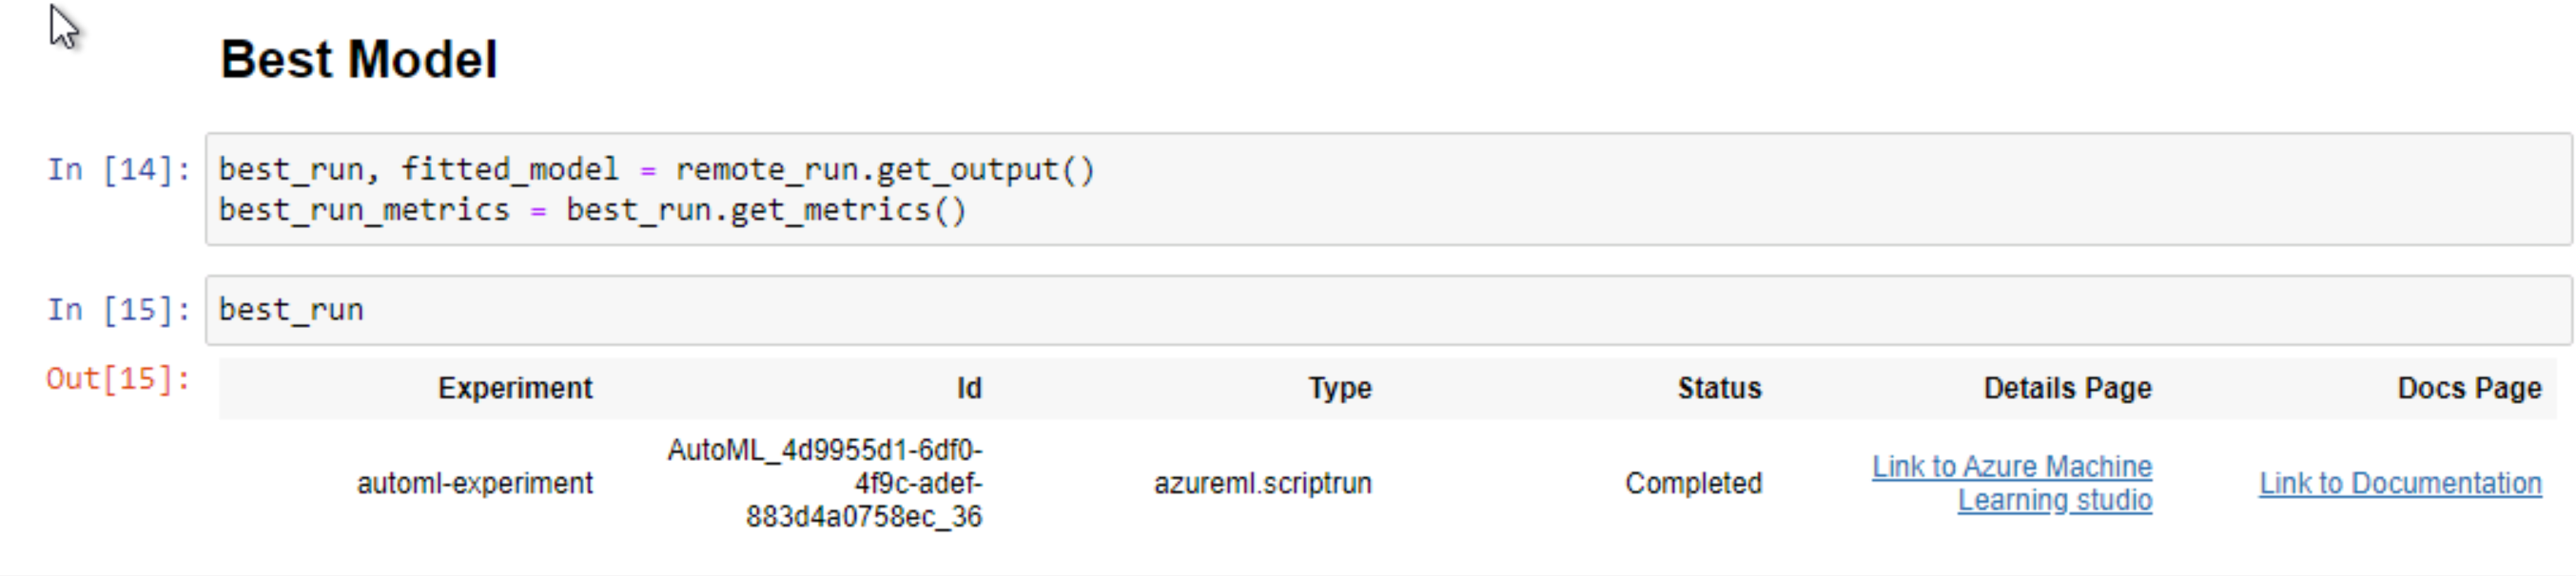 Best Model
In [14]:
best_run, fitted_model = remote_run.get_output()
best_run_metrics = best_run.get_metrics()
In [15]:
best_run
Out[15]:
Experiment Id Type Status Details Page Docs Page
automl-experiment
AutoML_4d9955d1-6df0-
4f9c-adef-
883d4a0758ec_36
azureml.scriptrun
Completed
Link to Azure Machine
Learning studio
Link to Documentation